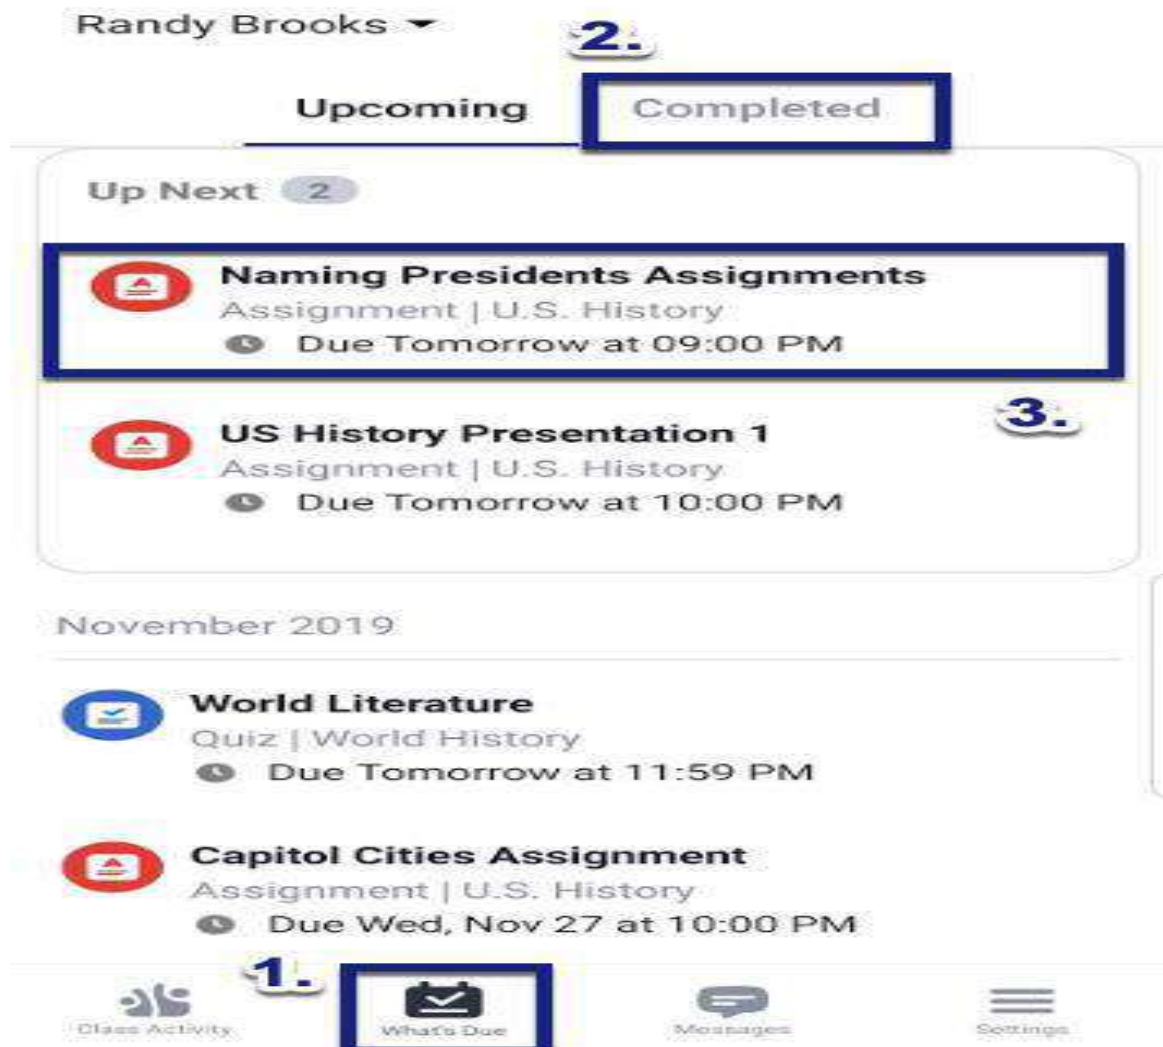 Randy Brooks
2.
Upcoming Completed
Up Next 2
Naming Presidents Assignments
Assignment | U.S. History
Due Tomorrow at 09:00 PM
3.
US History Presentation 1
Assignment | U.S. History
Due Tomorrow at 10:00 PM
November 2019
World Literature
Quiz | World History
Due Tomorrow at 11:59 PM
Capitol Cities Assignment
Assignment | U.S. History
Due Wed, Nov 27 at 10:00 PM
1.
Class Activity What's Due Messages Settings